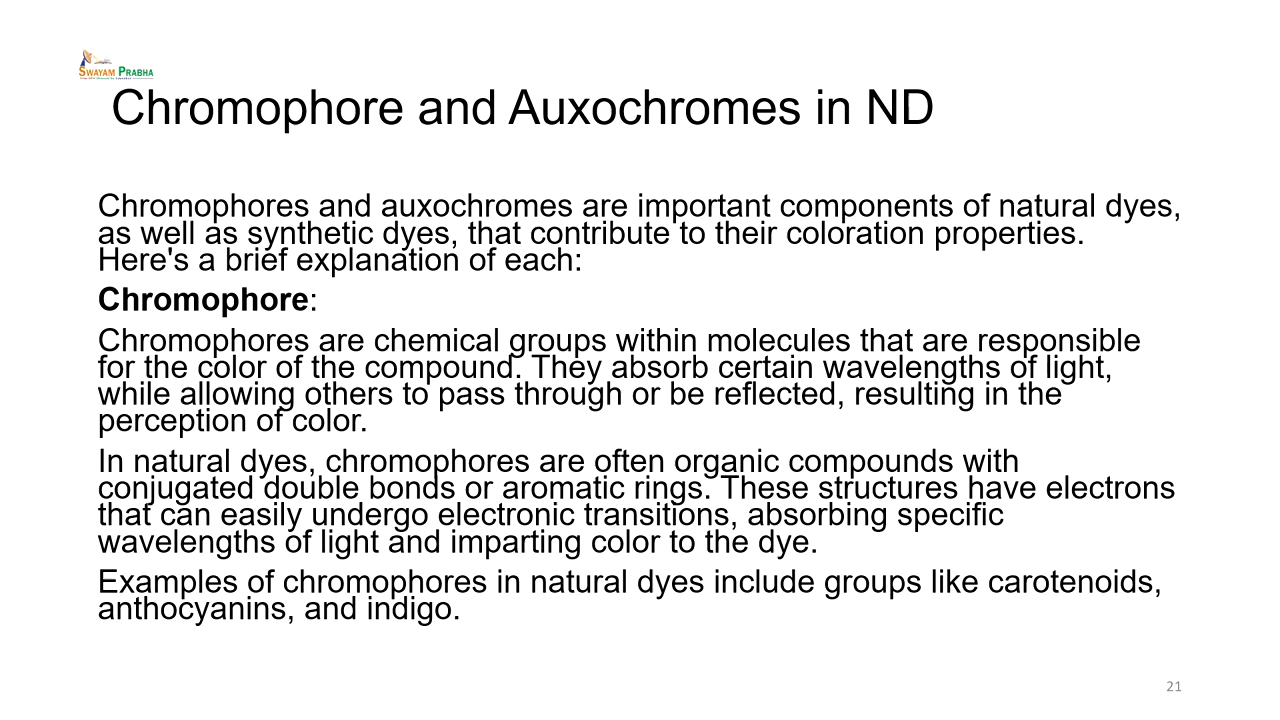 SWAYAM PRABHA
Chromophore and Auxochromes in ND
Chromophores and auxochromes are important components of natural dyes,
as well as synthetic dyes, that contribute to their coloration properties.
Here's a brief explanation of each:
Chromophore:
Chromophores are chemical groups within molecules that are responsible
for the color of the compound. They absorb certain wavelengths of light,
while allowing others to pass through or be reflected, resulting in the
perception of color.
In natural dyes, chromophores are often organic compounds with
conjugated double bonds or aromatic rings. These structures have electrons
that can easily undergo electronic transitions, absorbing specific
wavelengths of light and imparting color to the dye.
Examples of chromophores in natural dyes include groups like carotenoids,
anthocyanins, and indigo.
21